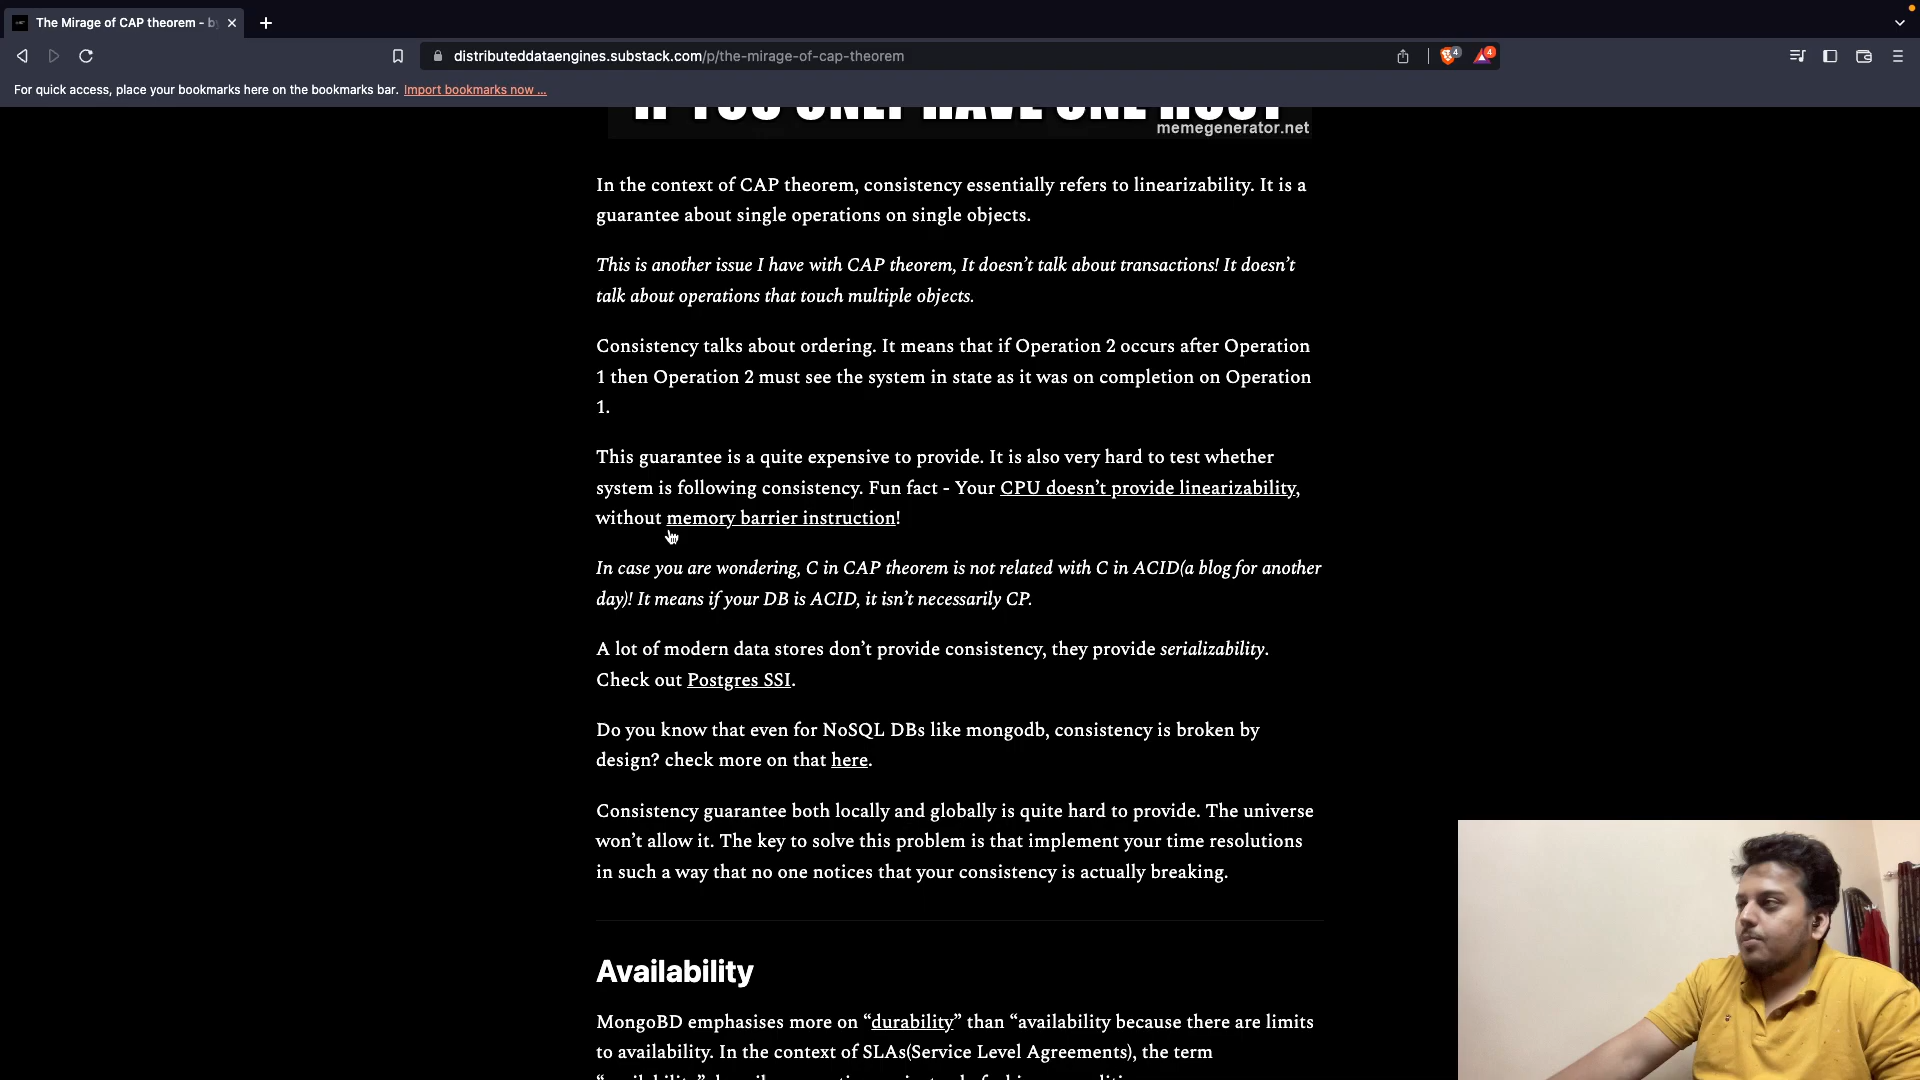 The Mirage of CAP theorem - by
distributeddataengines.substack.com/p/the-mirage-of-cap-theorem
4
4
For quick access, place your bookmarks here on the bookmarks bar. Import bookmarks now ...
IF YOU ONLY HAVE ONE HOST
memegenerator.net
In the context of CAP theorem, consistency essentially refers to linearizability. It is a
guarantee about single operations on single objects.
This is another issue I have with CAP theorem, It doesn’t talk about transactions! It doesn’t
talk about operations that touch multiple objects.
Consistency talks about ordering. It means that if Operation 2 occurs after Operation
1 then Operation 2 must see the system in state as it was on completion on Operation
1.
This guarantee is a quite expensive to provide. It is also very hard to test whether
system is following consistency. Fun fact - Your CPU doesn’t provide linearizability,
without memory barrier instruction!
In case you are wondering, C in CAP theorem is not related with C in ACID(a blog for another
day)! It means if your DB is ACID, it isn’t necessarily CP.
A lot of modern data stores don’t provide consistency, they provide serializability.
Check out Postgres SSI.
Do you know that even for NoSQL DBs like mongodb, consistency is broken by
design? check more on that here.
Consistency guarantee both locally and globally is quite hard to provide. The universe
won’t allow it. The key to solve this problem is that implement your time resolutions
in such a way that no one notices that your consistency is actually breaking.
Availability
MongoBD emphasises more on “durability” than “availability because there are limits
to availability. In the context of SLAs(Service Level Agreements), the term